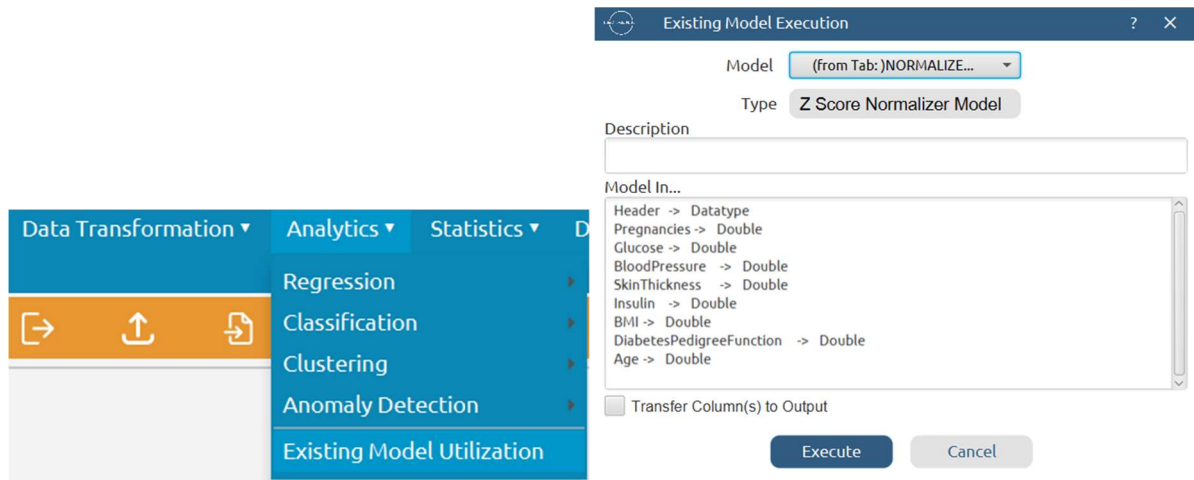 Data Transformation ▾ Analytics ▾ Statistics ▾ D
Regression
Classification
Clustering
Anomaly Detection
Existing Model Utilization
Existing Model Execution ? ×
Model (from Tab: )NORMALIZE...
Type Z Score Normalizer Model
Description
Model In...
Header -> Datatype
Pregnancies -> Double
Glucose -> Double
BloodPressure -> Double
SkinThickness -> Double
Insulin -> Double
BMI -> Double
DiabetesPedigreeFunction -> Double
Age -> Double
Transfer Column(s) to Output
Execute Cancel